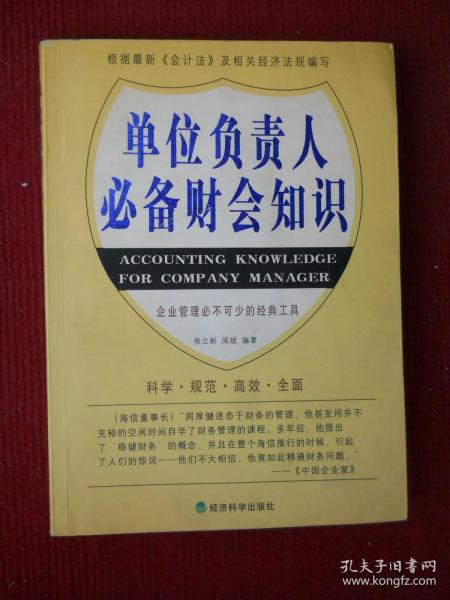 根据最新《会计法》及相关经济法规编写
单位负责人
必备财会知识
ACCOUNTING KNOWLEDGE
FOR COMPANY MANAGER
企业管理必不可少的经典工具
侯立新 周斌 编著
科学·规范·高效·全面
（海信董事长）“周厚健迷恋于财务的管理，他甚至用并不
充裕的空闲时间自学了财务管理的课程。多年后，他提出
了‘稳健财务’的概念，并且在整个海信推行的时候，引起
了人们的惊诧——他们不大相信，他竟如此精通财务问题。”
——《中国企业家》
经济科学出版社
孔夫子旧书网
www.kongfz.com